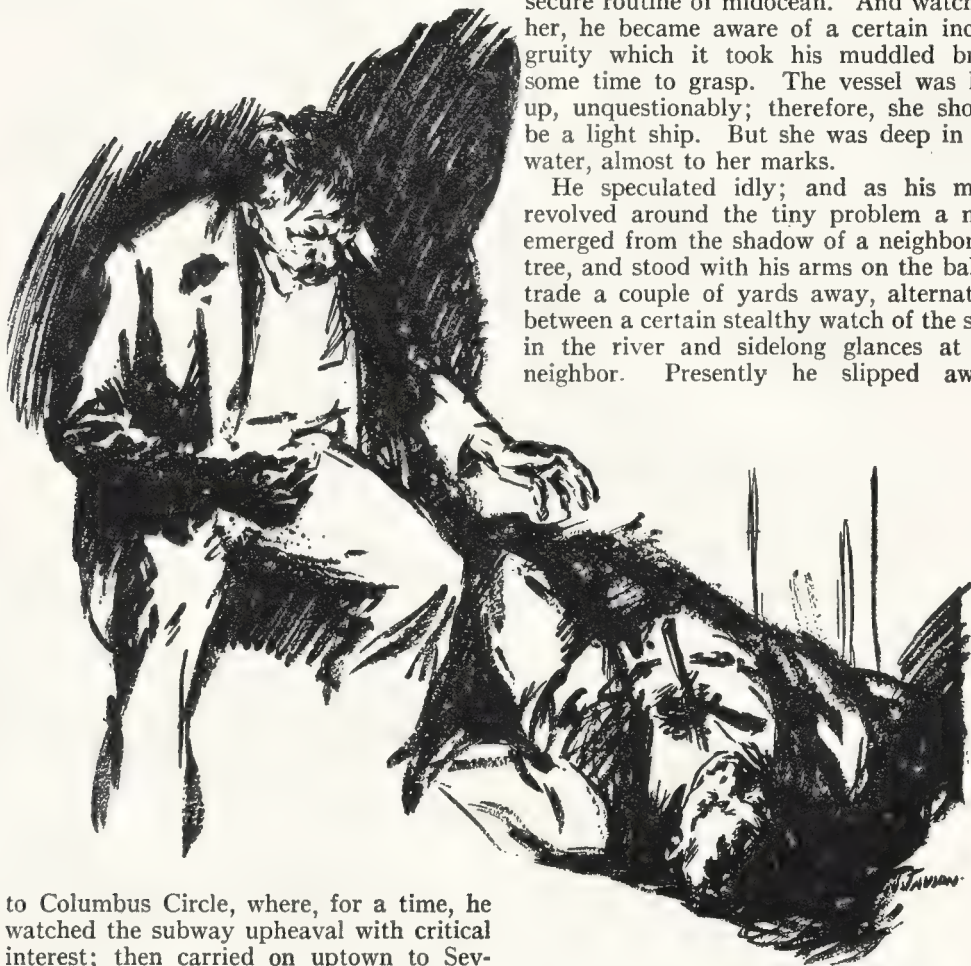 to Columbus Circle, where, for a time, he
watched the subway upheaval with critical
interest; then carried on uptown to Sev-
secure routine of midocean. And watch
her, he became aware of a certain inc
gruity which it took his muddled br
some time to grasp. The vessel was
up, unquestionably; therefore, she sho
be a light ship. But she was deep in
water, almost to her marks.
He speculated idly; and as his m
revolved around the tiny problem a
emerged from the shadow of a neighbor
tree, and stood with his arms on the bal
trade a couple of yards away, alternat
between a certain stealthy watch of the s
in the river and sidelong glances at
neighbor. Presently he slipped aw